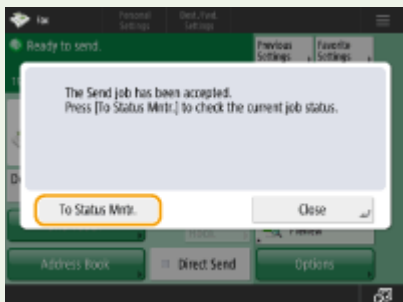 Fax
Personal Settings
Dest./Fwd. Settings
Ready to send.
Previous Settings
Favorite Settings
The Send job has been accepted.
Press [To Status Mntr.] to check the current job status.
To Status Mntr.
Close
Address Book
Direct Send
Options